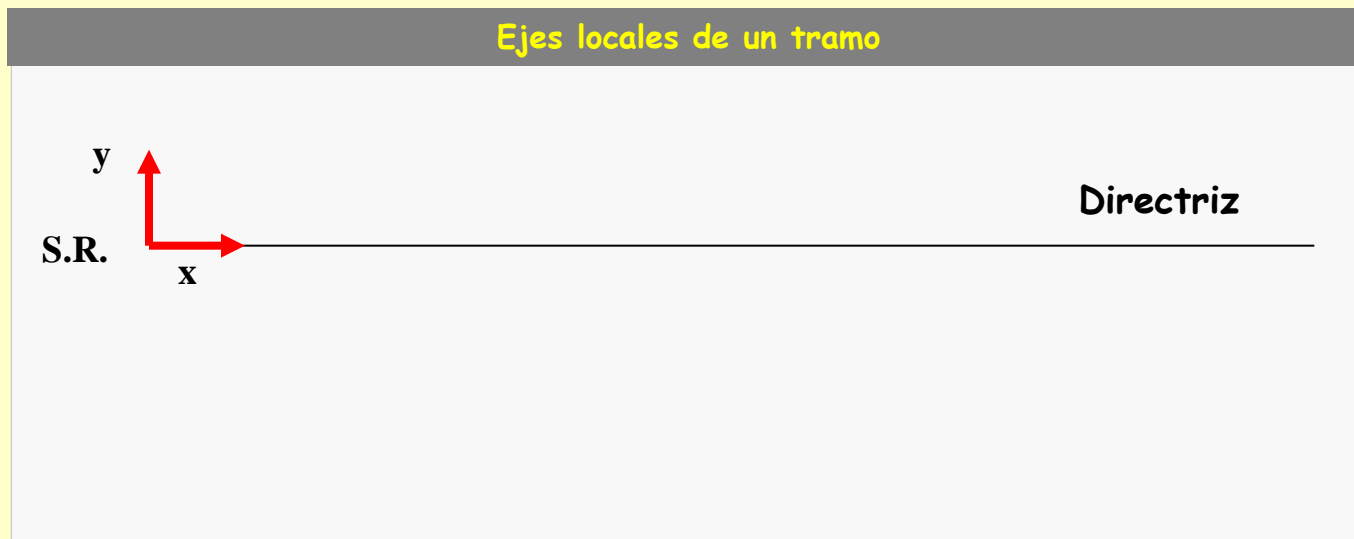 Ejes locales de un tramo
y
Directriz
S.R.
x